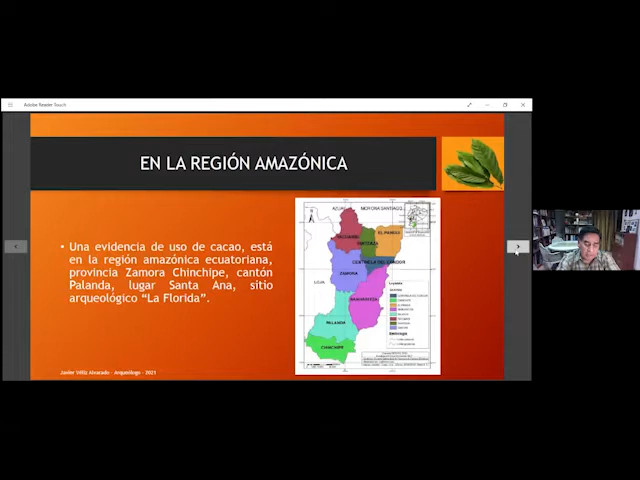 Adobe Reader Touch
EN LA REGIÓN AMAZÓNICA
• Una evidencia de uso de cacao, está
en la región amazónica ecuatoriana,
provincia Zamora Chinchipe, cantón
Palanda, lugar Santa Ana, sitio
arqueológico “La Florida”.
AZUAY
MORONA SANTIAGO
EL PANGUI
YACUAMBI
YANTZAZA
CENTINELA DEL CONDOR
ZAMORA
LOJA
NANGARITZA
PALANDA
CHINCHIPE
Javier Véliz Alvarado - Arqueólogo - 2021